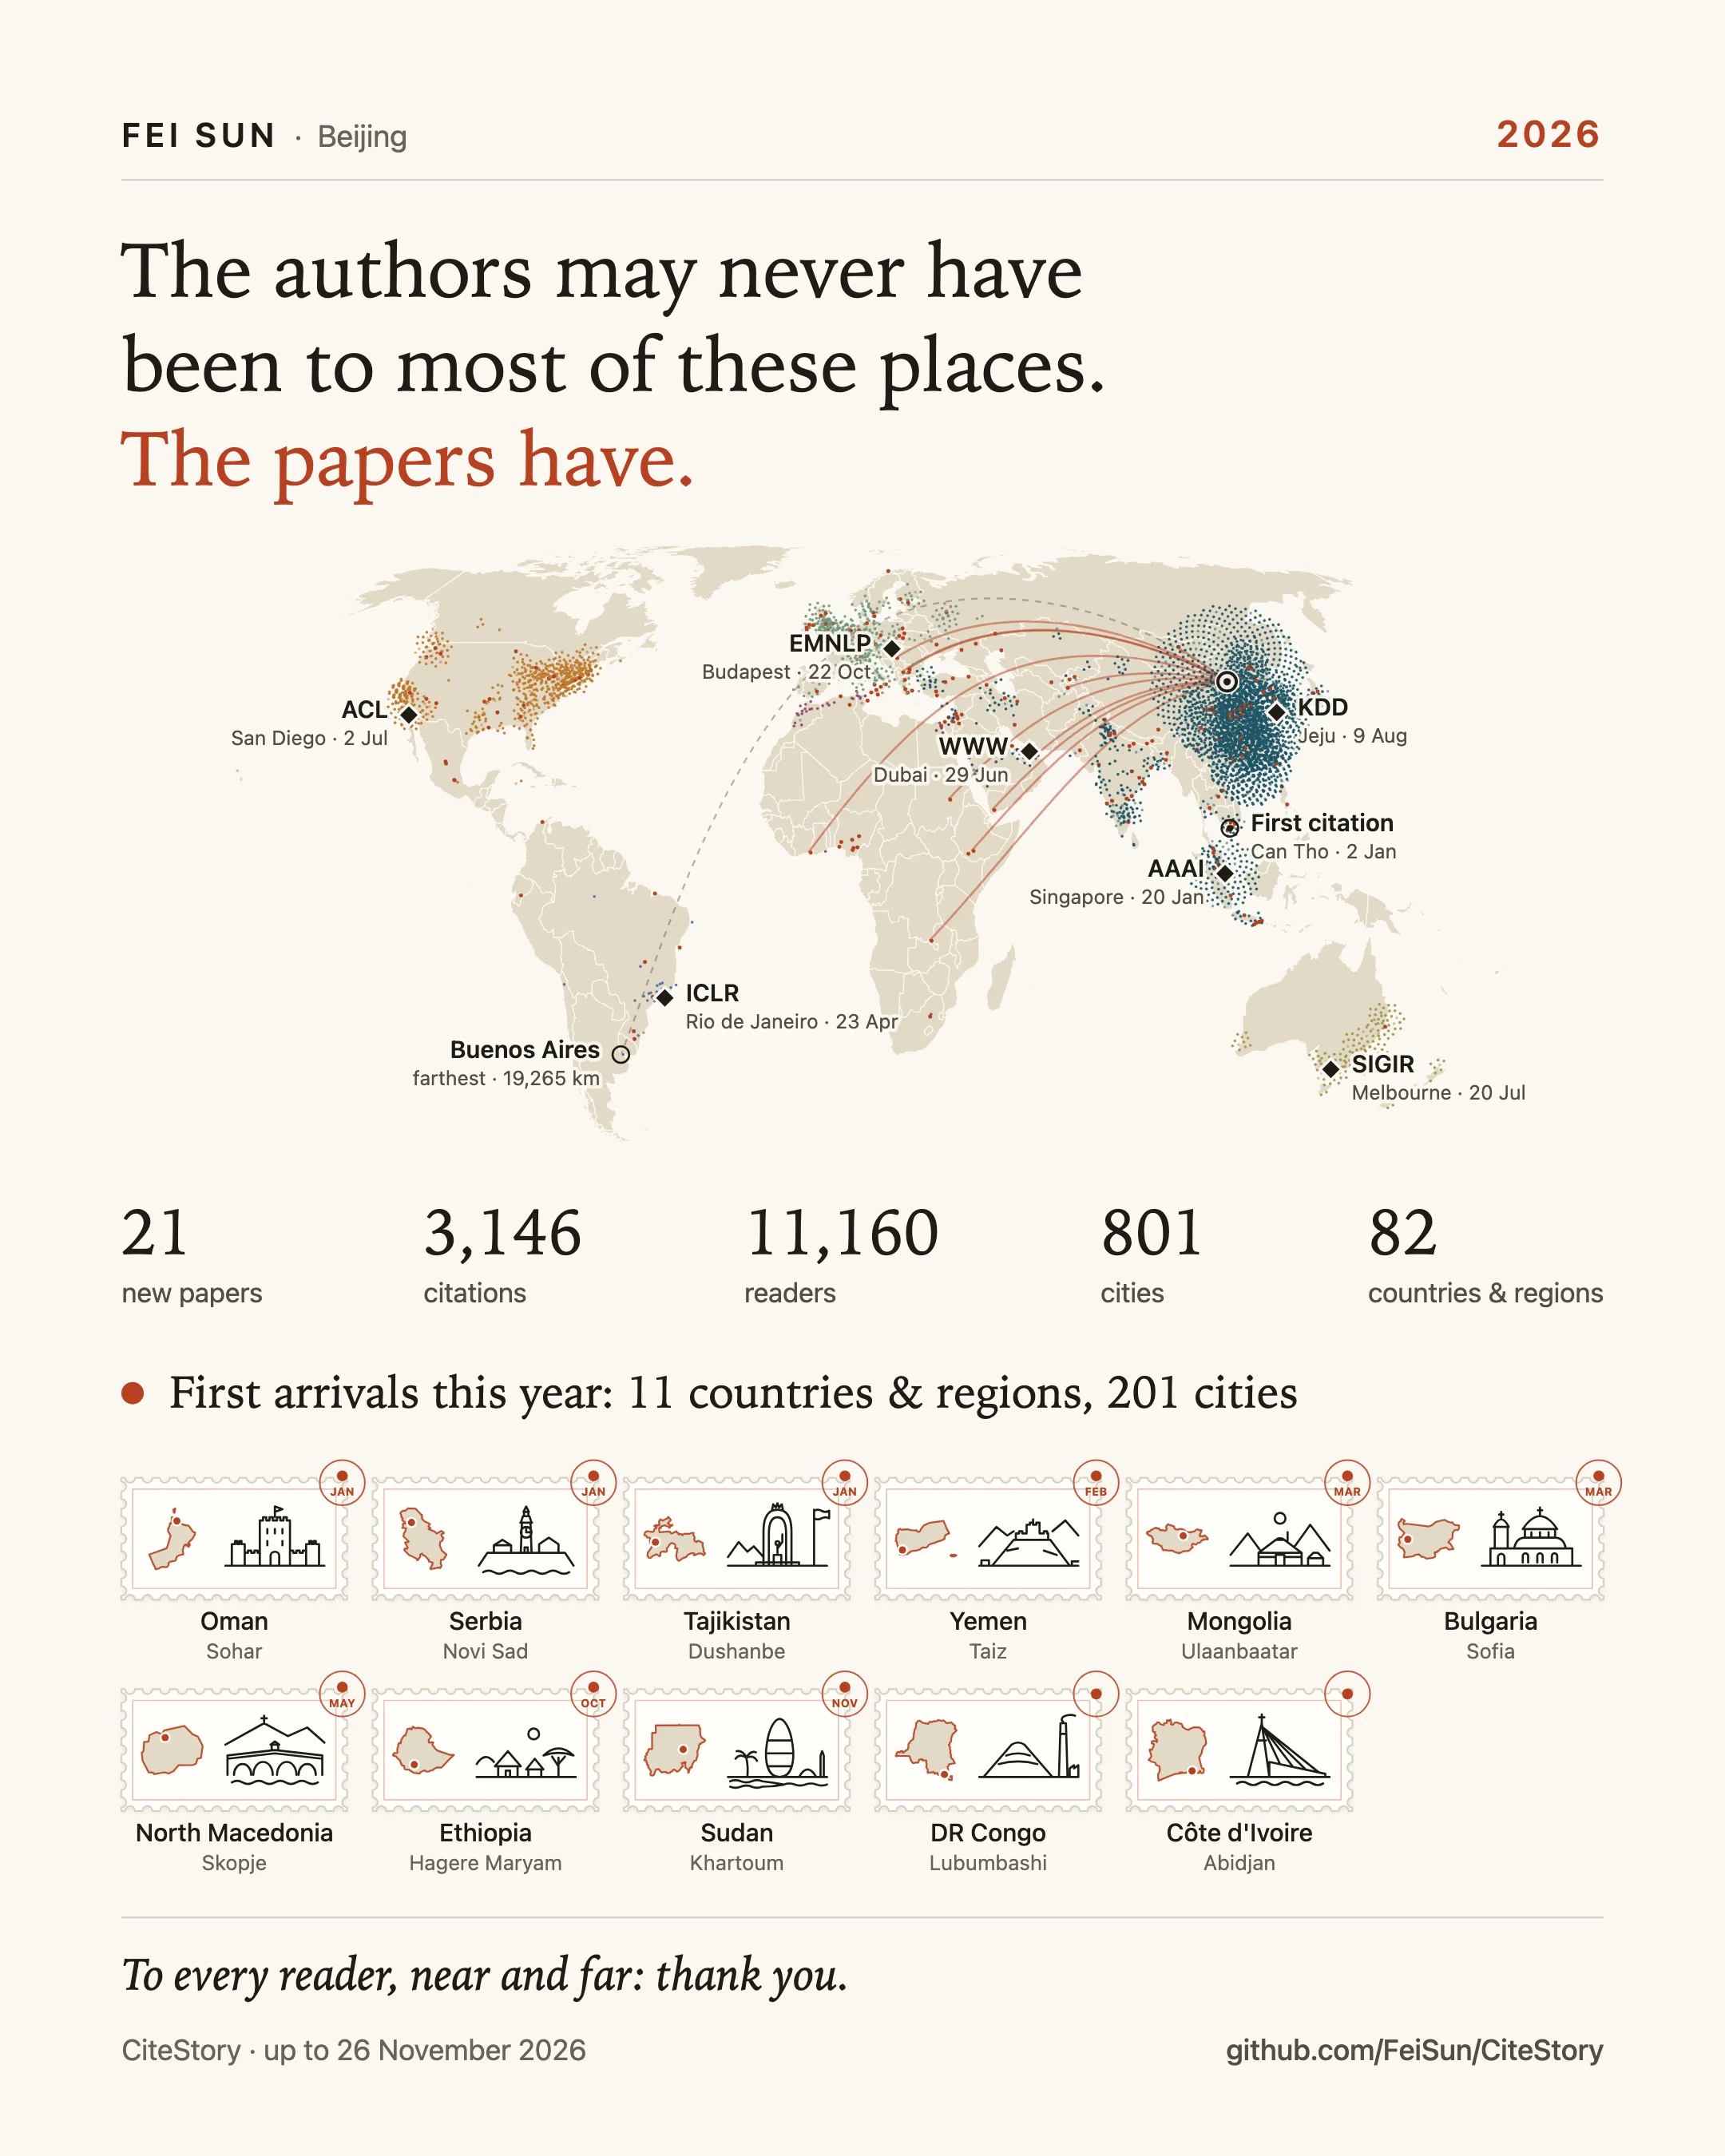 FEI SUN · Beijing
2026
The authors may never have
been to most of these places.
The papers have.
EMNLP
Budapest · 22 Oct
ACL
San Diego · 2 Jul
KDD
Jeju · 9 Aug
WWW
Dubai · 29 Jun
First citation
Can Tho · 2 Jan
AAAI
Singapore · 20 Jan
ICLR
Rio de Janeiro · 23 Apr
Buenos Aires
farthest · 19,265 km
SIGIR
Melbourne · 20 Jul
21
new papers
3,146
citations
11,160
readers
801
cities
82
countries & regions
First arrivals this year: 11 countries & regions, 201 cities
JAN
Oman
Sohar
JAN
Serbia
Novi Sad
JAN
Tajikistan
Dushanbe
FEB
Yemen
Taiz
MAR
Mongolia
Ulaanbaatar
MAR
Bulgaria
Sofia
MAY
North Macedonia
Skopje
OCT
Ethiopia
Hagere Maryam
NOV
Sudan
Khartoum
DR Congo
Lubumbashi
Côte d'Ivoire
Abidjan
To every reader, near and far: thank you.
CiteStory · up to 26 November 2026
github.com/FeiSun/CiteStory